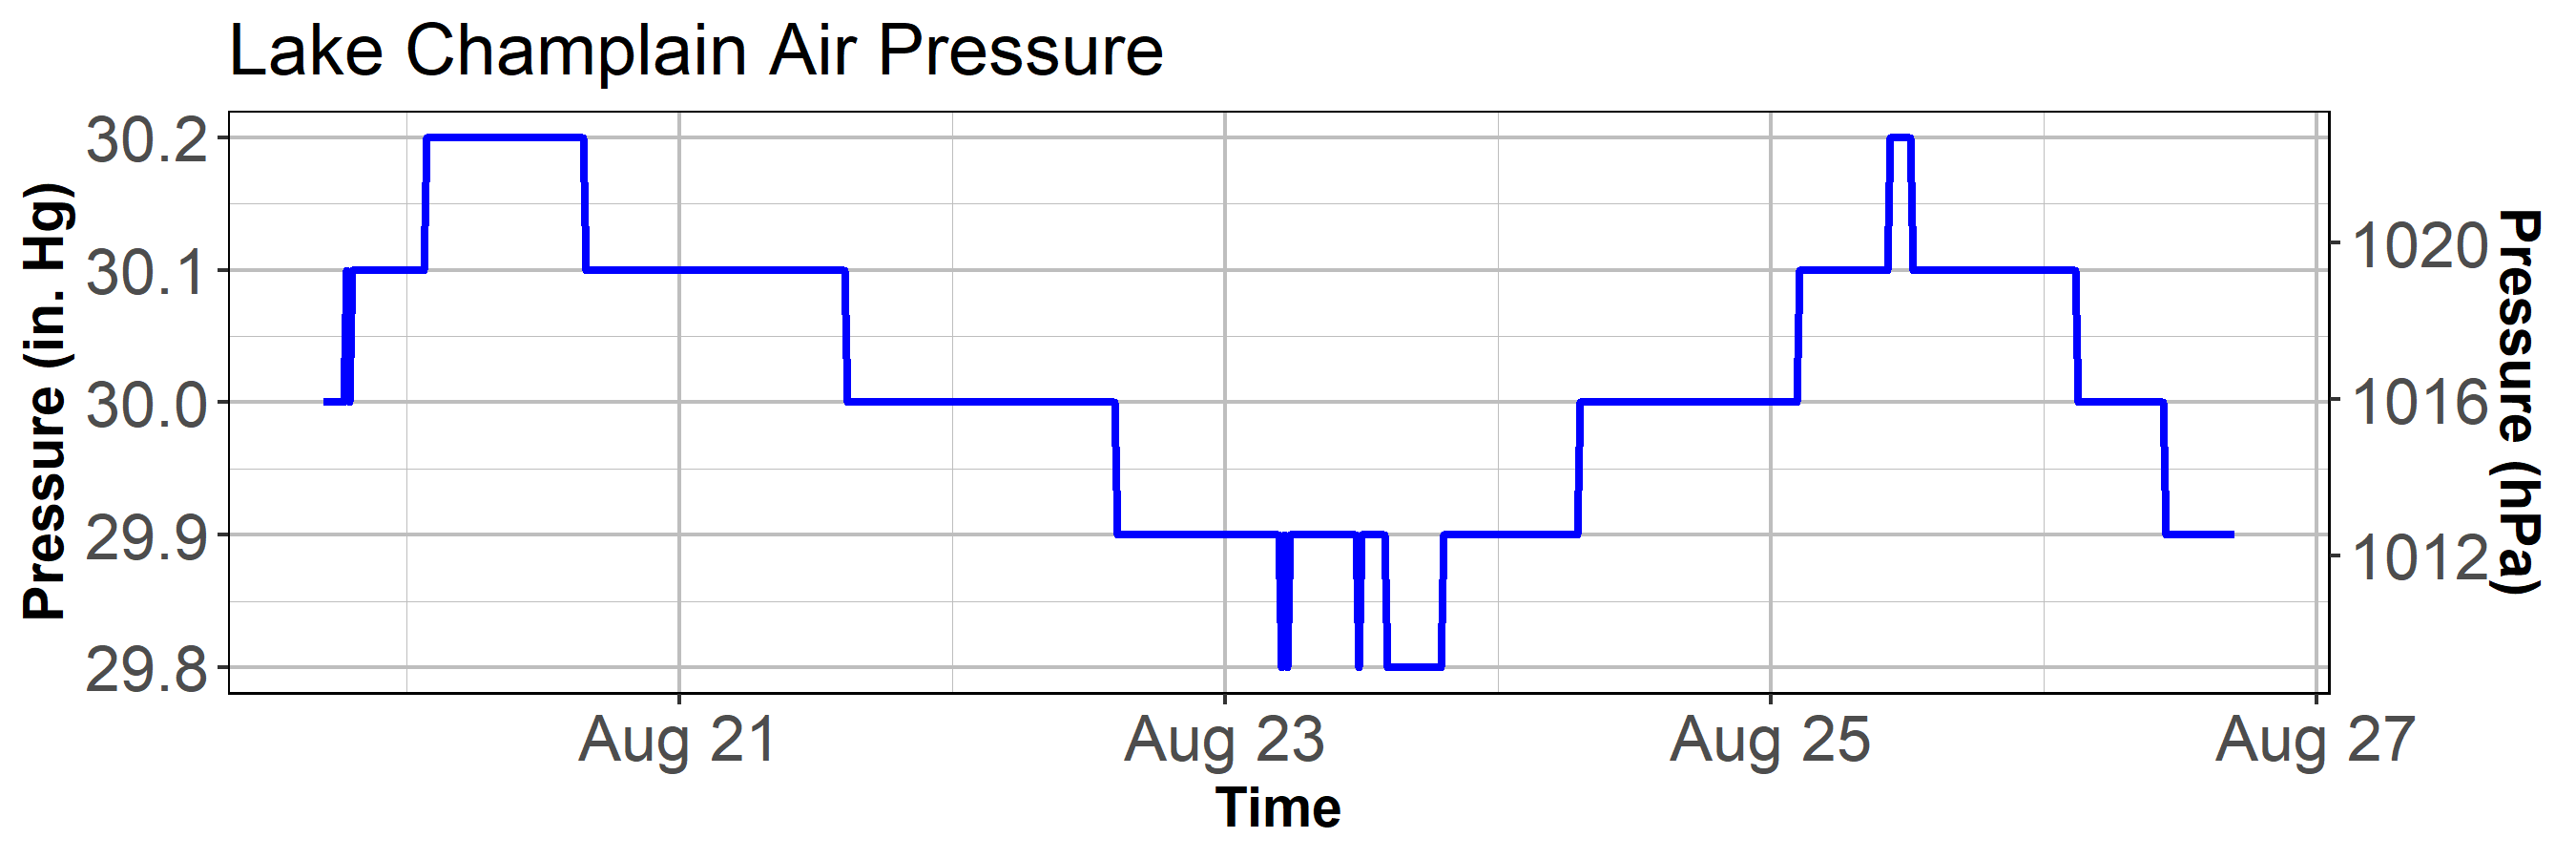 Lake Champlain Air Pressure
Pressure (in. Hg)
30.2
30.1
30.0
29.9
29.8
1020
1016
1012
Pressure (hPa)
Aug 21
Aug 23
Aug 25
Aug 27
Time